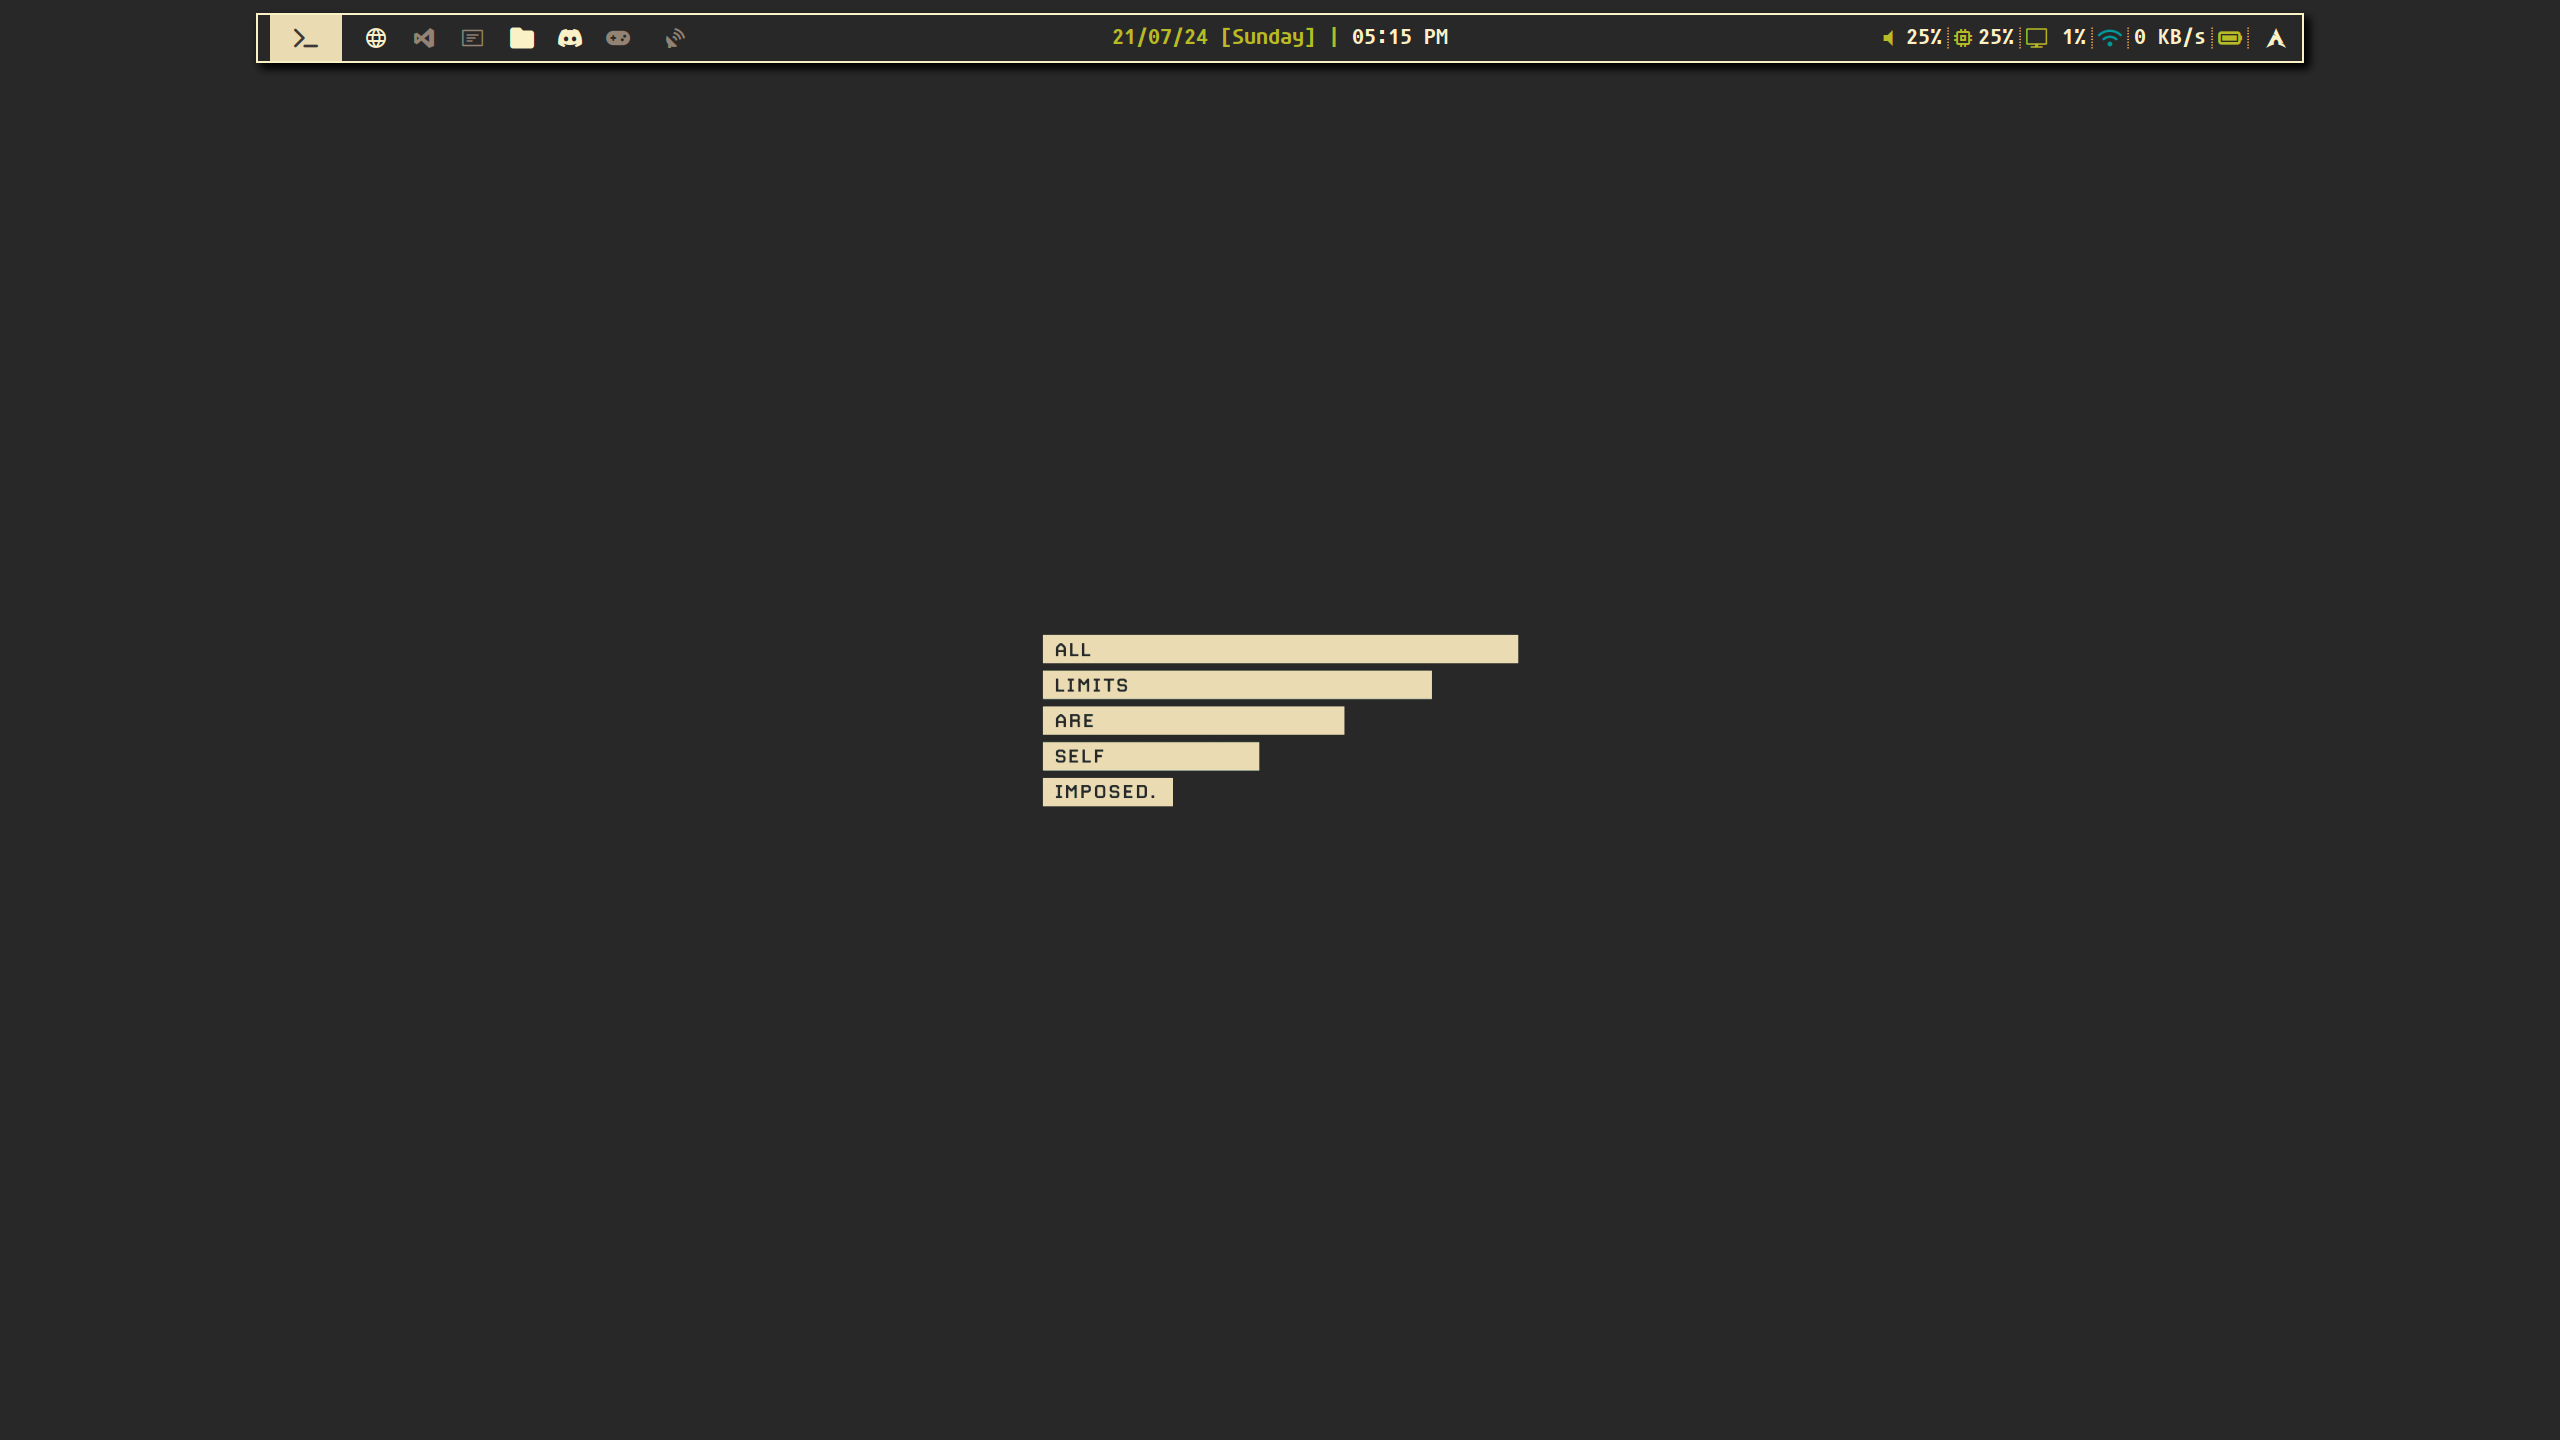 21/07/24 [Sunday] | 05:15 PM
25% 25% 1% 0 KB/s
ALL
LIMITS
ARE
SELF
IMPOSED.